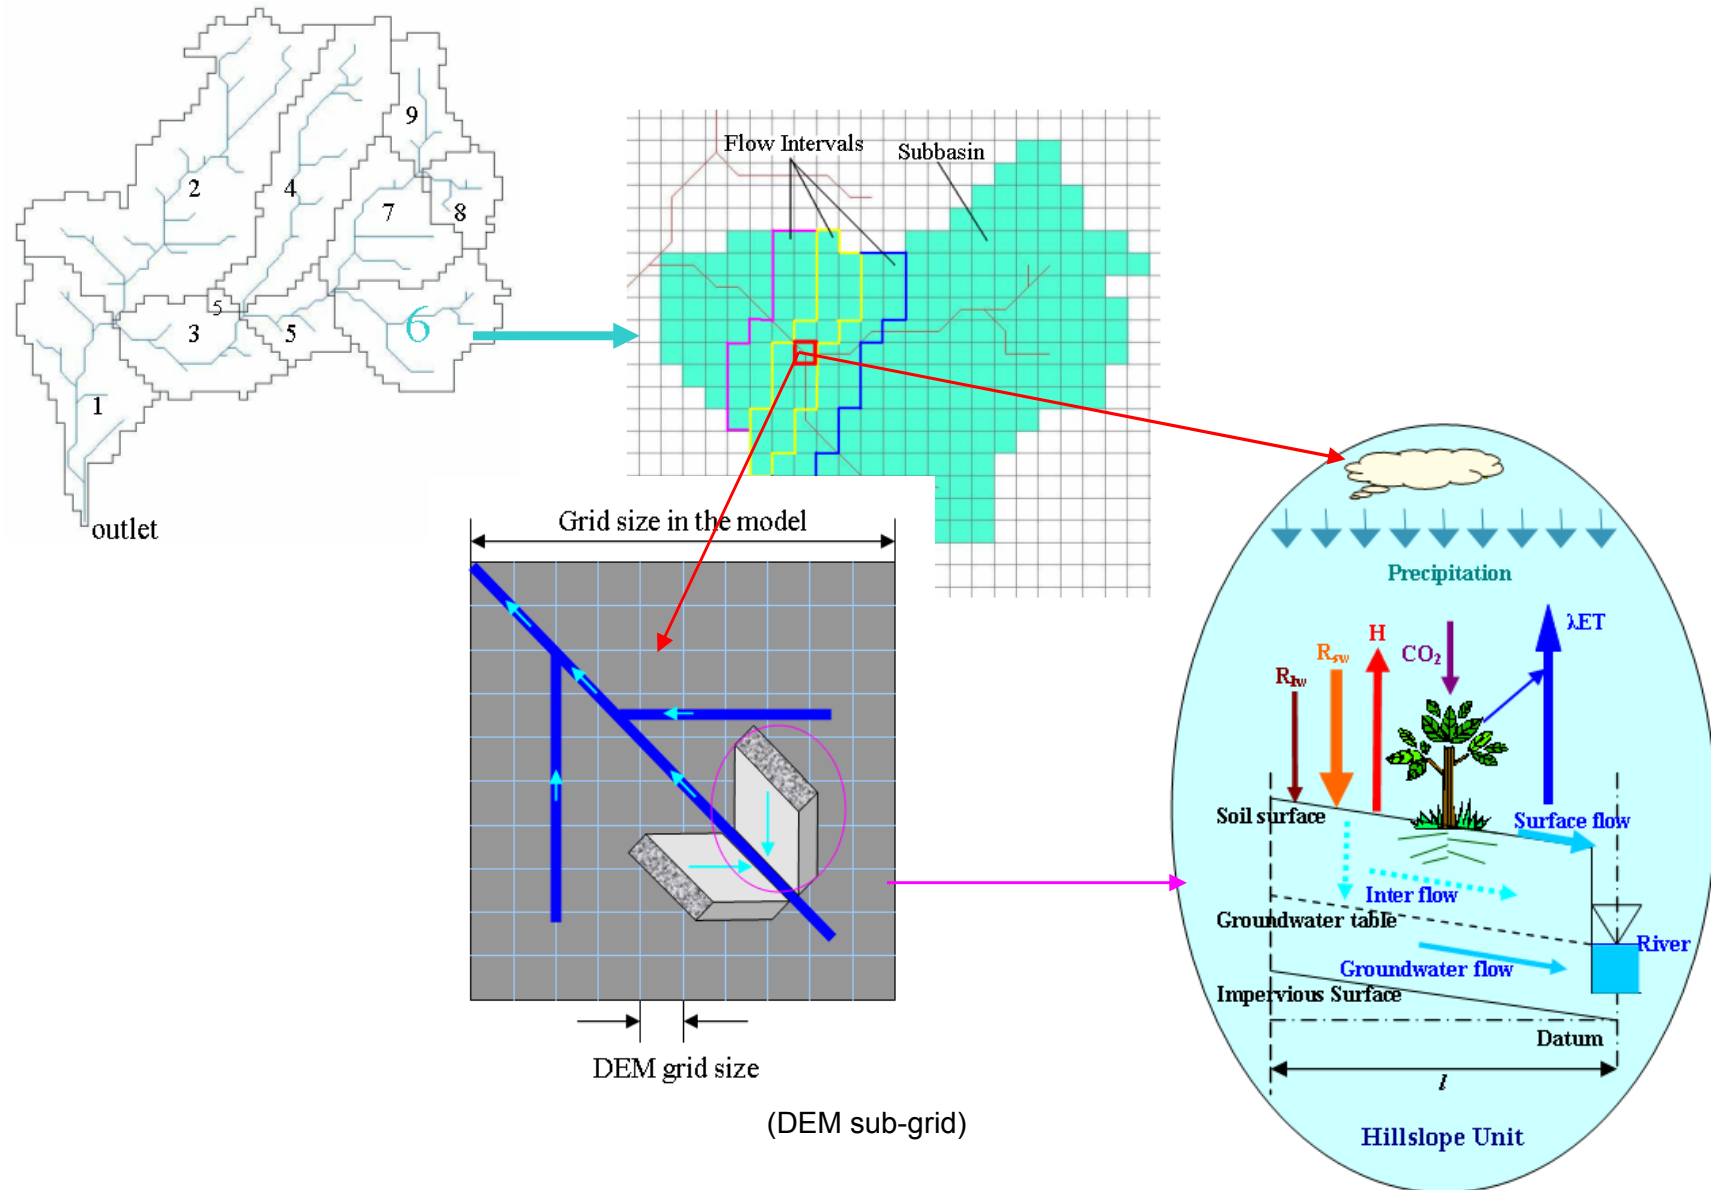 9
2
4
7
8
5
3
5
6
1
outlet
Flow Intervals
Subbasin
Grid size in the model
DEM grid size
(DEM sub-grid)
Precipitation
λET
H
CO₂
Rsw
Rlw
Soil surface
Surface flow
Inter flow
Groundwater table
River
Groundwater flow
Impervious Surface
Datum
l
Hillslope Unit